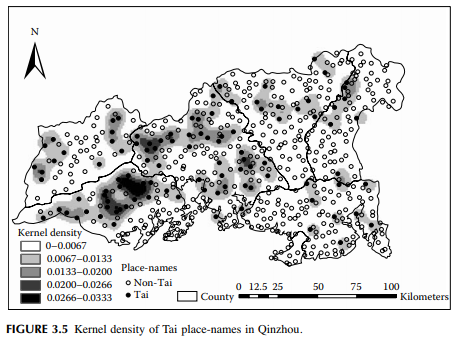 N
Kernel density
0–0.0067
0.0067–0.0133
0.0133–0.0200
0.0200–0.0266
0.0266–0.0333
Place-names
Non-Tai
Tai
County
0 12.5 25 50 75 100
Kilometers
FIGURE 3.5 Kernel density of Tai place-names in Qinzhou.